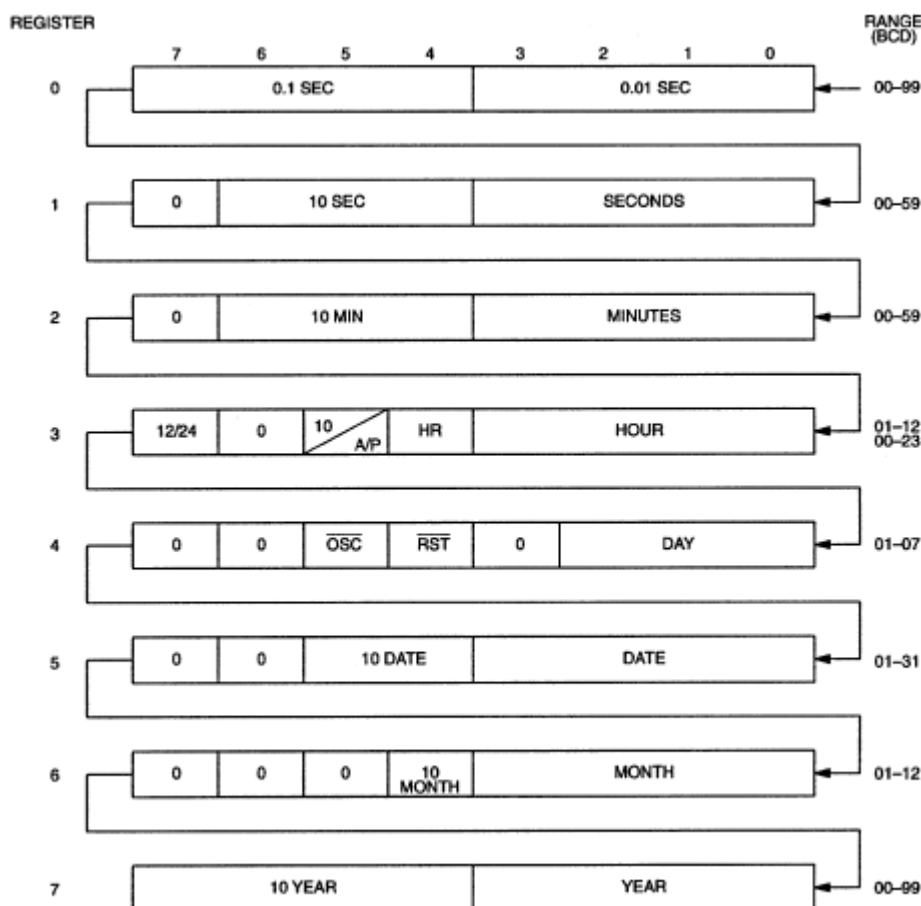 REGISTER
RANGE
(BCD)
7 6 5 4 3 2 1 0
0 0.1 SEC 0.01 SEC 00–99
1 0 10 SEC SECONDS 00–59
2 0 10 MIN MINUTES 00–59
3 12/24 0 10 A/P HR HOUR 01–12
00–23
4 0 0 OSC RST 0 DAY 01–07
5 0 0 10 DATE DATE 01–31
6 0 0 0 10 MONTH MONTH 01–12
7 10 YEAR YEAR 00–99